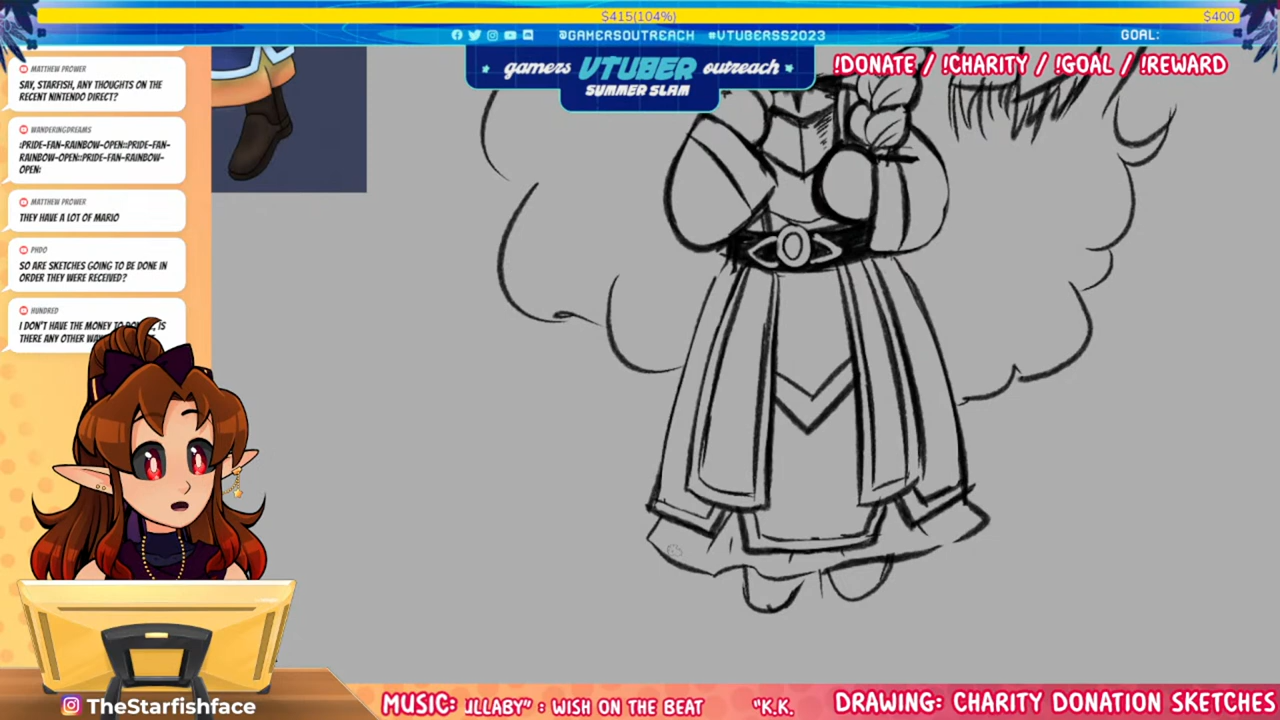 $415(104%)
$400
@GAMERSOUTREACH #VTUBERSS2023
GOAL:
gamers VTUBER outreach
SUMMER SLAM
!DONATE / !CHARITY / !GOAL / !REWARD
MATTHEW PROWER
SAY, STARFISH, ANY THOUGHTS ON THE
RECENT NINTENDO DIRECT?
WANDERINGDREAMS
:PRIDE-FAN-RAINBOW-OPEN::PRIDE-FAN-
RAINBOW-OPEN::PRIDE-FAN-RAINBOW-
OPEN:
MATTHEW PROWER
THEY HAVE A LOT OF MARIO
PHDO
SO ARE SKETCHES GOING TO BE DONE IN
ORDER THEY WERE RECEIVED?
HUNDRED
I DON'T HAVE THE MONEY TO IS
THERE ANY OTHER
TheStarfishface
MUSIC: ULLABY" : WISH ON THE BEAT "K.K.
DRAWING: CHARITY DONATION SKETCHES